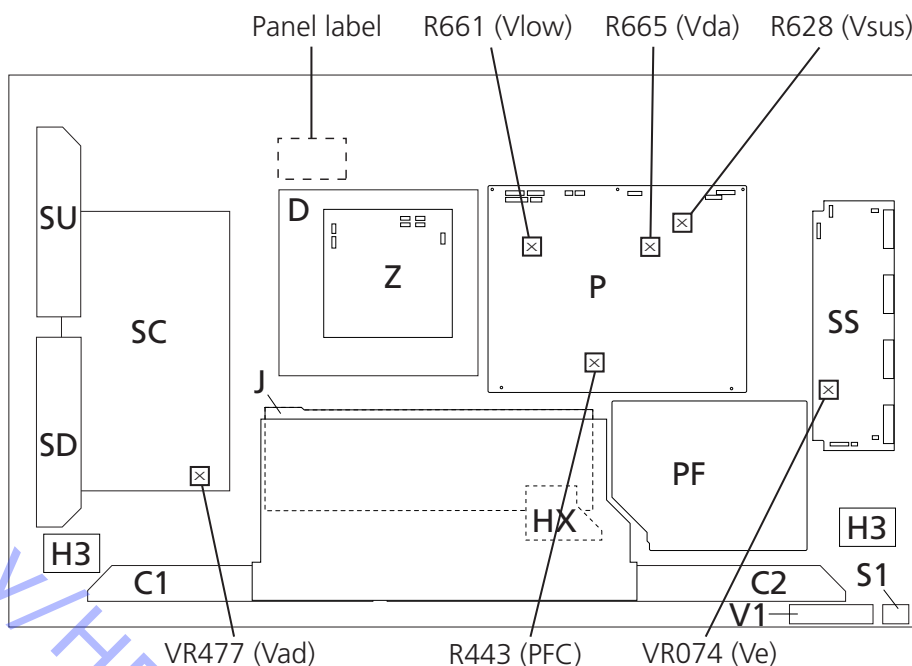 Panel label R661 (Vlow) R665 (Vda) R628 (Vsus)
SU
D
Z
P
SC
SS
J
SD
PF
HX
H3
H3
C1
C2
S1
V1
VR477 (Vad) R443 (PFC) VR074 (Ve)